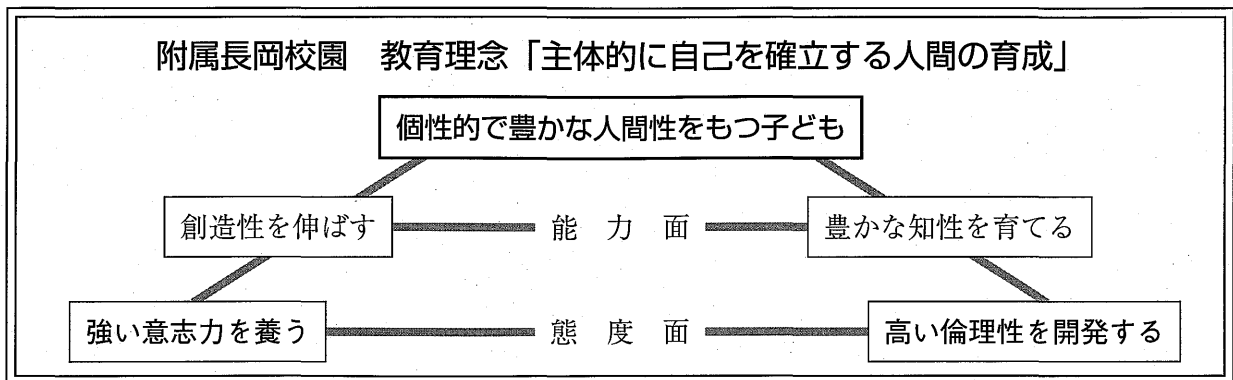 附属長岡校園　教育理念「主体的に自己を確立する人間の育成」
個性的で豊かな人間性をもつ子ども
創造性を伸ばす　能力面　豊かな知性を育てる
強い意志力を養う　態度面　高い倫理性を開発する